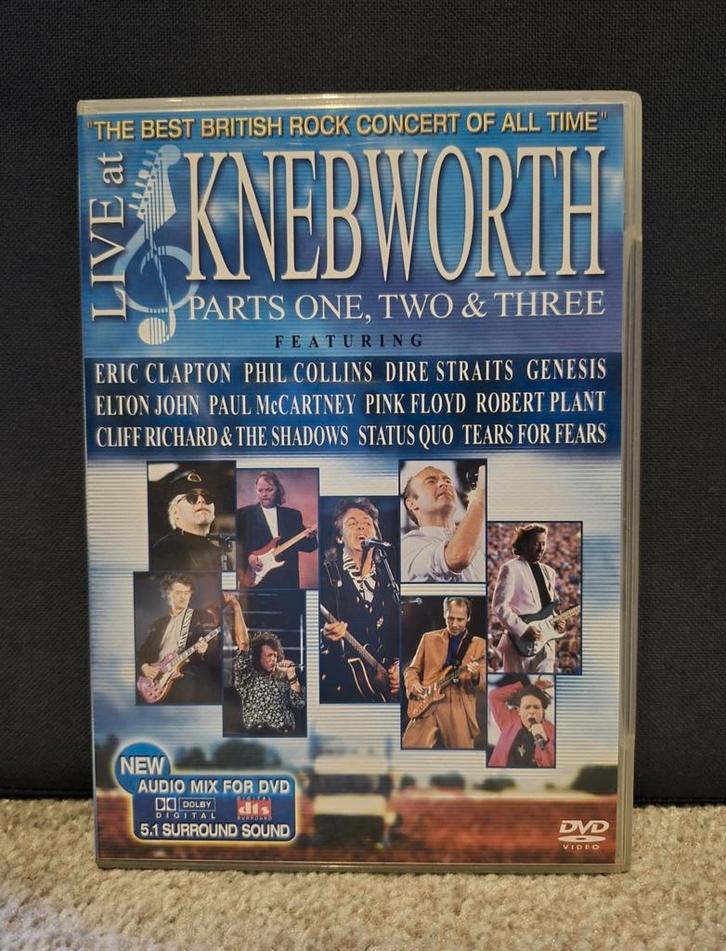 "THE BEST BRITISH ROCK CONCERT OF ALL TIME"
LIVE at
KNEBWORTH
PARTS ONE, TWO & THREE
FEATURING
ERIC CLAPTON PHIL COLLINS DIRE STRAITS GENESIS
ELTON JOHN PAUL McCARTNEY PINK FLOYD ROBERT PLANT
CLIFF RICHARD & THE SHADOWS STATUS QUO TEARS FOR FEARS
NEW
AUDIO MIX FOR DVD
DOLBY
DIGITAL
DIGITAL
dts
SURROUND
5.1 SURROUND SOUND
DVD
VIDEO